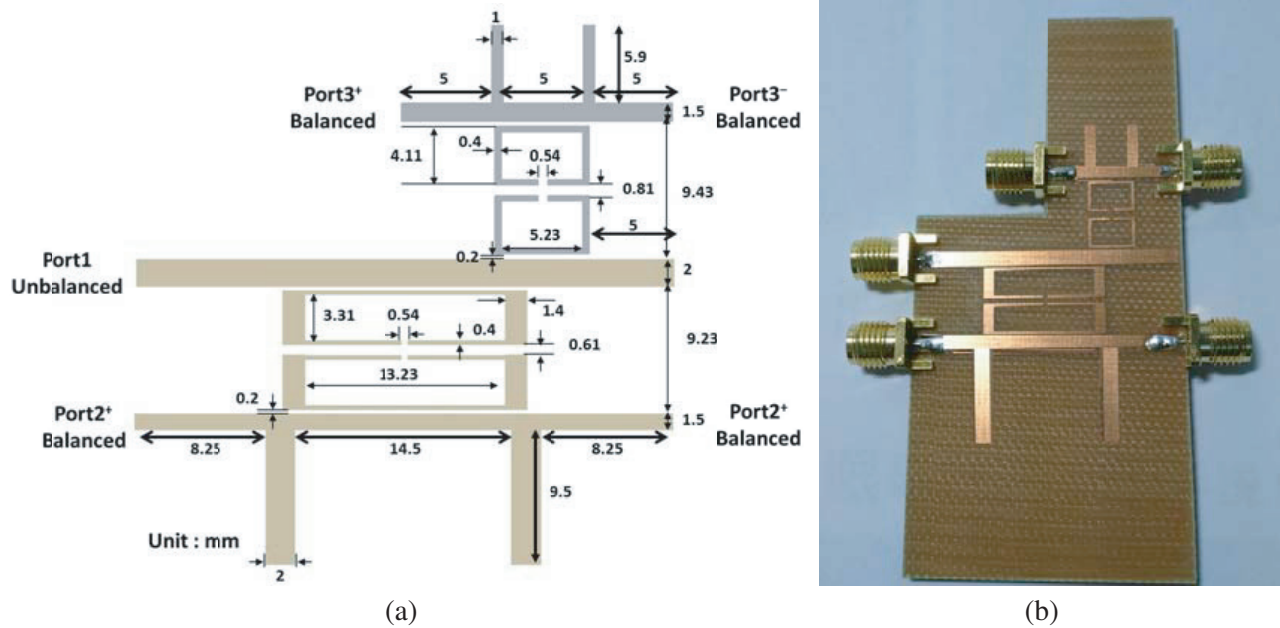 1
5.9
5
5
5
Port3⁺
Balanced
Port3⁻
Balanced
1.5
0.4
0.54
4.11
0.81
9.43
5
5.23
0.2
Port1
Unbalanced
2
3.31
0.54
1.4
0.4
0.61
9.23
13.23
0.2
Port2⁺
Balanced
Port2⁺
Balanced
1.5
8.25
14.5
8.25
9.5
Unit : mm
2
(a)
(b)